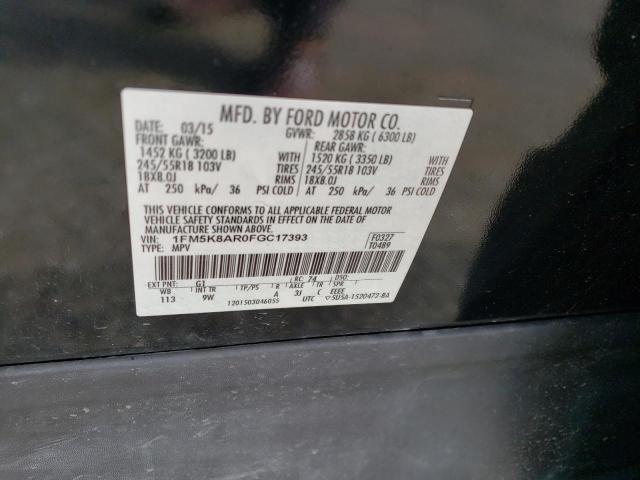 MFD. BY FORD MOTOR CO.
DATE: 03/15 GVWR: 2858 KG ( 6300 LB)
FRONT GAWR: REAR GAWR:
1452 KG ( 3200 LB) WITH 1520 KG ( 3350 LB) WITH
245/55R18 103V TIRES 245/55R18 103V TIRES
18X8.0J RIMS 18X8.0J RIMS
AT 250 kPa/ 36 PSI COLD AT 250 kPa/ 36 PSI COLD
THIS VEHICLE CONFORMS TO ALL APPLICABLE FEDERAL MOTOR
VEHICLE SAFETY STANDARDS IN EFFECT ON THE DATE OF
MANUFACTURE SHOWN ABOVE.
VIN: 1FM5K8AR0FGC17393 F0327
TYPE: MPV T0489
EXT PNT: G1 RC: 74 DSO:
WB INT TR TP/PS R AXLE TR SPR
113 9W A 3J C EEEE
1201503046055 UTC ▽5U5A-1520472-BA